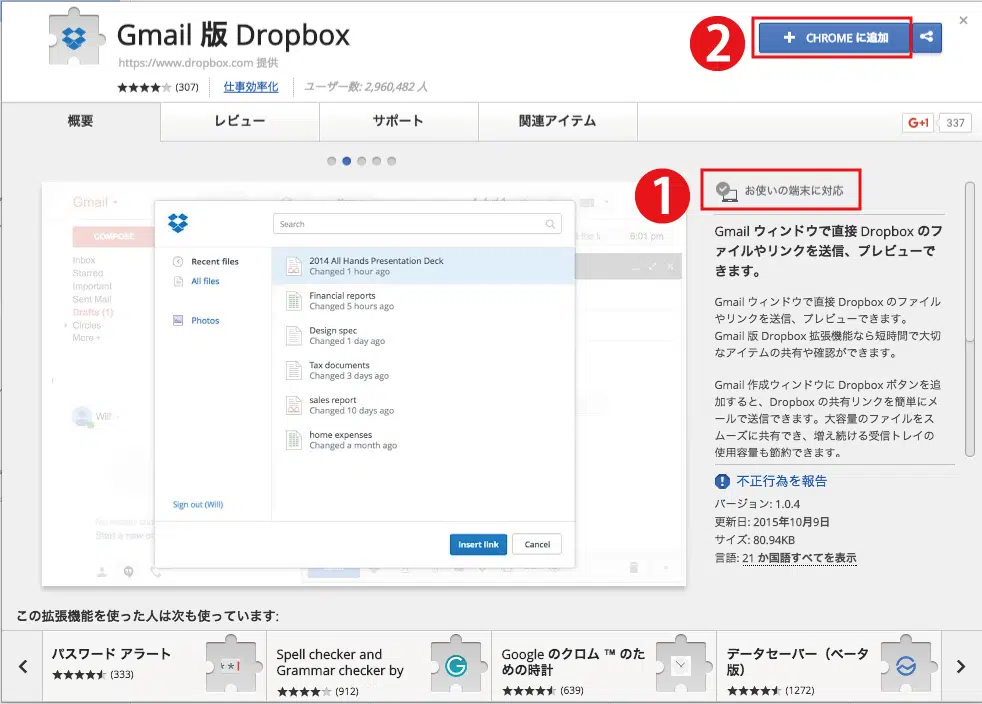 Gmail 版 Dropbox
https://www.dropbox.com 提供
(307)
仕事効率化
ユーザー数: 2,960,482 人
2
+ CHROME に追加
概要
レビュー
サポート
関連アイテム
G+1
337
Gmail
COMPOSE
Inbox
Starred
Important
Sent Mail
Drafts (1)
Circles
More
Will
Search
6:01 pm
Recent files
All files
Photos
2014 All Hands Presentation Deck
Changed 1 hour ago
Financial reports
Changed 5 hours ago
Design spec
Changed 1 day ago
Tax documents
Changed 3 days ago
sales report
Changed 10 days ago
home expenses
Changed a month ago
Sign out (Will)
Insert link
Cancel
1
お使いの端末に対応
Gmail ウィンドウで直接 Dropbox のフ
ァイルやリンクを送信、プレビューで
きます。
Gmail ウィンドウで直接 Dropbox のファイル
やリンクを送信、プレビューできます。
Gmail 版 Dropbox 拡張機能なら短時間で大切
なアイテムの共有や確認ができます。
Gmail 作成ウィンドウに Dropbox ボタンを追
加すると、Dropbox の共有リンクを簡単にメ
ールで送信できます。大容量のファイルをス
ムーズに共有でき、増え続ける受信トレイの
使用容量も節約できます。
不正行為を報告
バージョン: 1.0.4
更新日: 2015年10月9日
サイズ: 80.94KB
言語: 21 か国語すべてを表示
この拡張機能を使った人は次も使っています:
パスワード アラート
(333)
Spell checker and
Grammar checker by
(912)
Google のクロム ™ のた
めの時計
(639)
データセーバー（ベータ
版）
(1272)